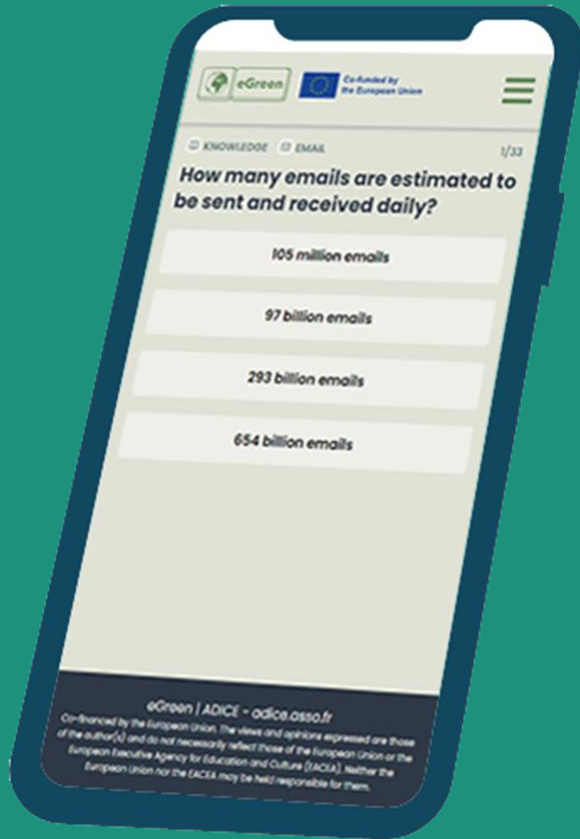 eGreen
Co-funded by
the European Union
KNOWLEDGE EMAIL 1/33
How many emails are estimated to
be sent and received daily?
105 million emails
97 billion emails
293 billion emails
654 billion emails
eGreen | ADICE - adice.asso.fr
Co-financed by the European Union. The views and opinions expressed are those
of the author(s) and do not necessarily reflect those of the European Union or the
European Executive Agency for Education and Culture (EACEA). Neither the
European Union nor the EACEA may be held responsible for them.